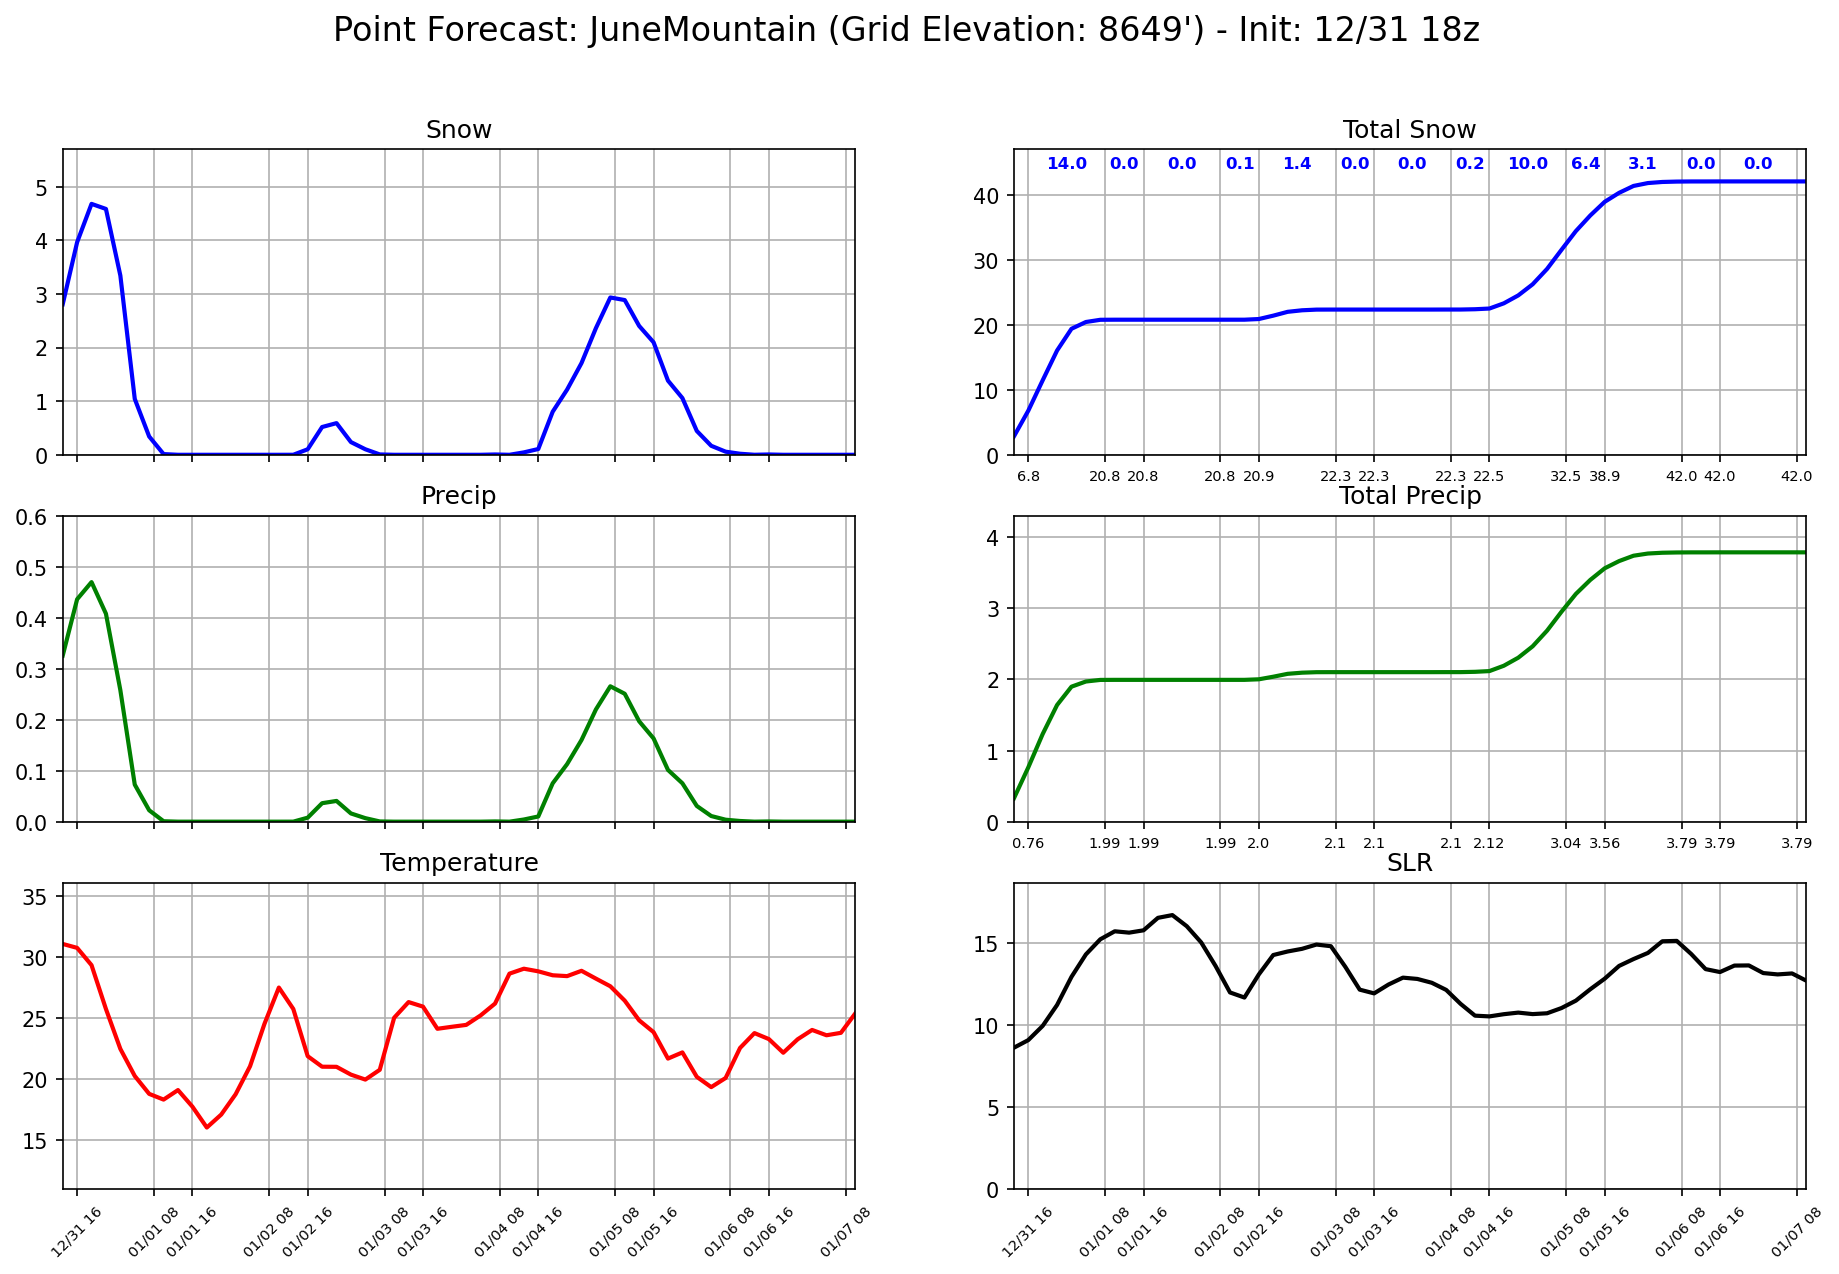 Point Forecast: JuneMountain (Grid Elevation: 8649') - Init: 12/31 18z
Snow
5
4
3
2
1
0
Total Snow
14.0 0.0 0.0 0.1 1.4 0.0 0.0 0.2 10.0 6.4 3.1 0.0 0.0
40
30
20
10
0
6.8 20.8 20.8 20.8 20.9 22.3 22.3 22.3 22.5 32.5 38.9 42.0 42.0 42.0
Precip
0.6
0.5
0.4
0.3
0.2
0.1
0.0
Total Precip
4
3
2
1
0
0.76 1.99 1.99 1.99 2.0 2.1 2.1 2.1 2.12 3.04 3.56 3.79 3.79 3.79
Temperature
35
30
25
20
15
12/31 16 01/01 08 01/01 16 01/02 08 01/02 16 01/03 08 01/03 16 01/04 08 01/04 16 01/05 08 01/05 16 01/06 08 01/06 16 01/07 08
SLR
15
10
5
0
12/31 16 01/01 08 01/01 16 01/02 08 01/02 16 01/03 08 01/03 16 01/04 08 01/04 16 01/05 08 01/05 16 01/06 08 01/06 16 01/07 08